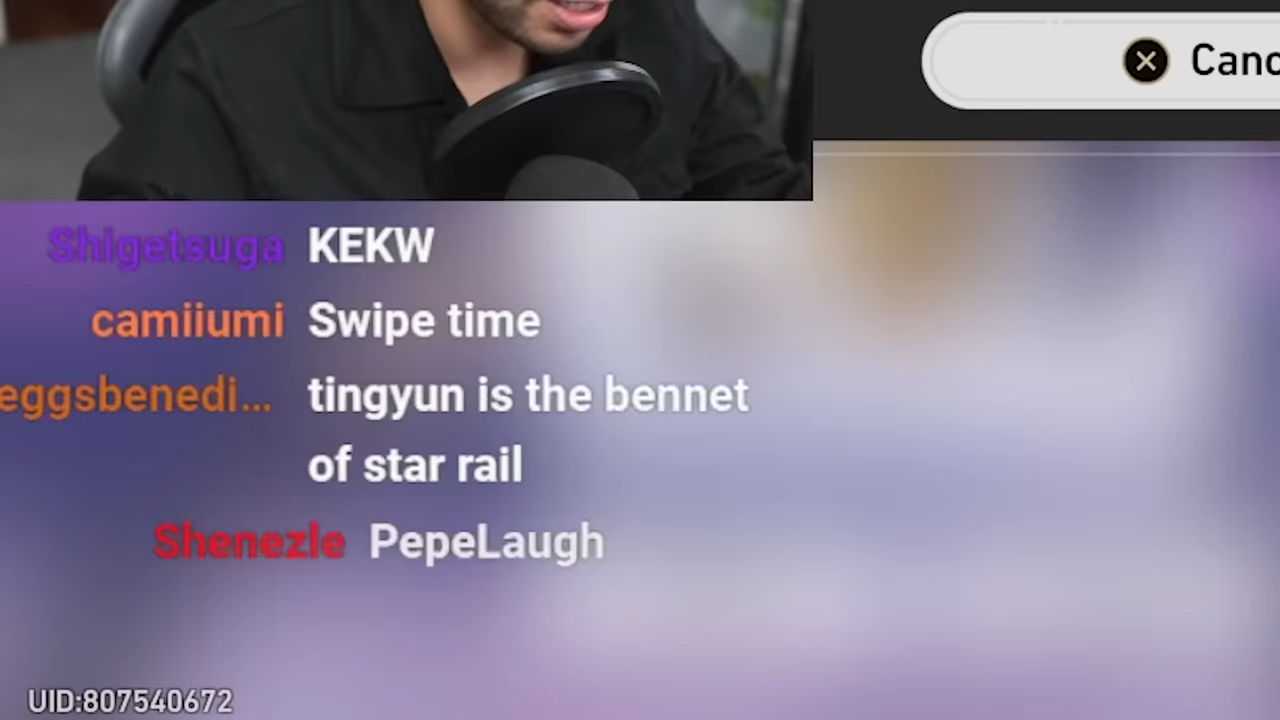 Canc
Shigetsuga KEKW
camiiumi Swipe time
eggsbenedi... tingyun is the bennet
of star rail
Shenezle PepeLaugh
UID:807540672